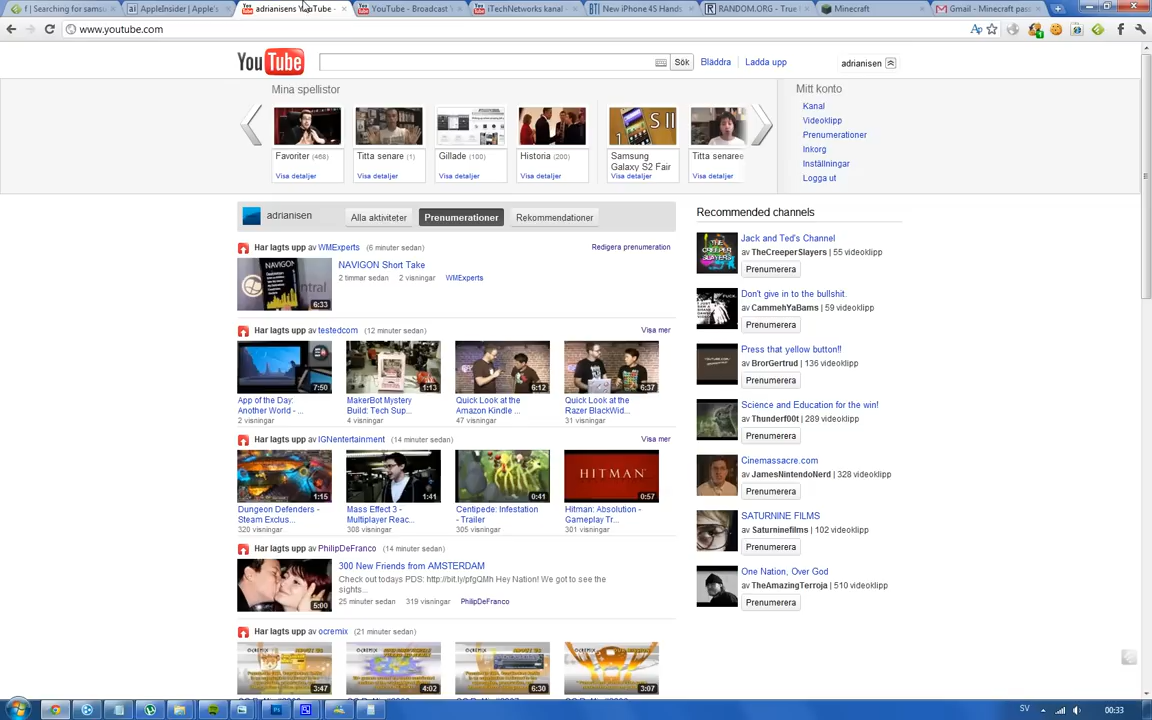 f | Searching for samsu
AppleInsider | Apple's
adrianisens YouTube -
YouTube - Broadcast
iTechNetworks kanal -
New iPhone 4S Hands
RANDOM.ORG - True
Minecraft
Gmail - Minecraft pass
www.youtube.com
YouTube
Sök
Bläddra
Ladda upp
adrianisen
Mina spellistor
Favoriter (468)
Visa detaljer
Titta senare (1)
Visa detaljer
Gillade (100)
Visa detaljer
Historia (200)
Visa detaljer
Samsung
Galaxy S2 Fair
Visa detaljer
Titta senare
Visa detaljer
Mitt konto
Kanal
Videoklipp
Prenumerationer
Inkorg
Inställningar
Logga ut
adrianisen
Alla aktiviteter
Prenumerationer
Rekommendationer
Har lagts upp av WMExperts (6 minuter sedan)
Redigera prenumeration
NAVIGON Short Take
2 timmar sedan 2 visningar WMExperts
6:33
Har lagts upp av testedcom (12 minuter sedan)
Visa mer
7:50
1:13
6:12
6:37
App of the Day:
Another World - ...
2 visningar
MakerBot Mystery
Build: Tech Sup...
4 visningar
Quick Look at the
Amazon Kindle ...
47 visningar
Quick Look at the
Razer BlackWid...
31 visningar
Har lagts upp av IGNentertainment (14 minuter sedan)
Visa mer
1:15
1:41
0:41
HITMAN
0:57
Dungeon Defenders -
Steam Exclus...
320 visningar
Mass Effect 3 -
Multiplayer Reac...
308 visningar
Centipede: Infestation
- Trailer
305 visningar
Hitman: Absolution -
Gameplay Tr...
301 visningar
Har lagts upp av PhilipDeFranco (14 minuter sedan)
300 New Friends from AMSTERDAM
Check out todays PDS: http://bit.ly/pfgQMh Hey Nation! We got to see the
sights...
25 minuter sedan 319 visningar PhilipDeFranco
5:00
Har lagts upp av ocremix (21 minuter sedan)
3:47
4:02
6:30
3:07
Recommended channels
Jack and Ted's Channel
av TheCreeperSlayers | 55 videoklipp
Prenumerera
Don't give in to the bullshit.
av CammehYaBams | 59 videoklipp
Prenumerera
Press that yellow button!!
av BrorGertrud | 136 videoklipp
Prenumerera
Science and Education for the win!
av Thunderf00t | 289 videoklipp
Prenumerera
Cinemassacre.com
av JamesNintendoNerd | 328 videoklipp
Prenumerera
SATURNINE FILMS
av Saturninefilms | 102 videoklipp
Prenumerera
One Nation, Over God
av TheAmazingTerroja | 510 videoklipp
Prenumerera
SV
00:33